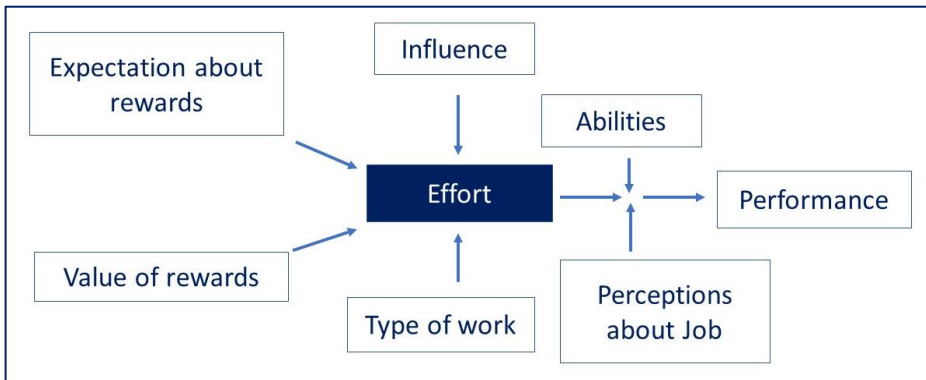 Expectation about
rewards
Influence
Abilities
Effort
Performance
Value of rewards
Type of work
Perceptions
about Job